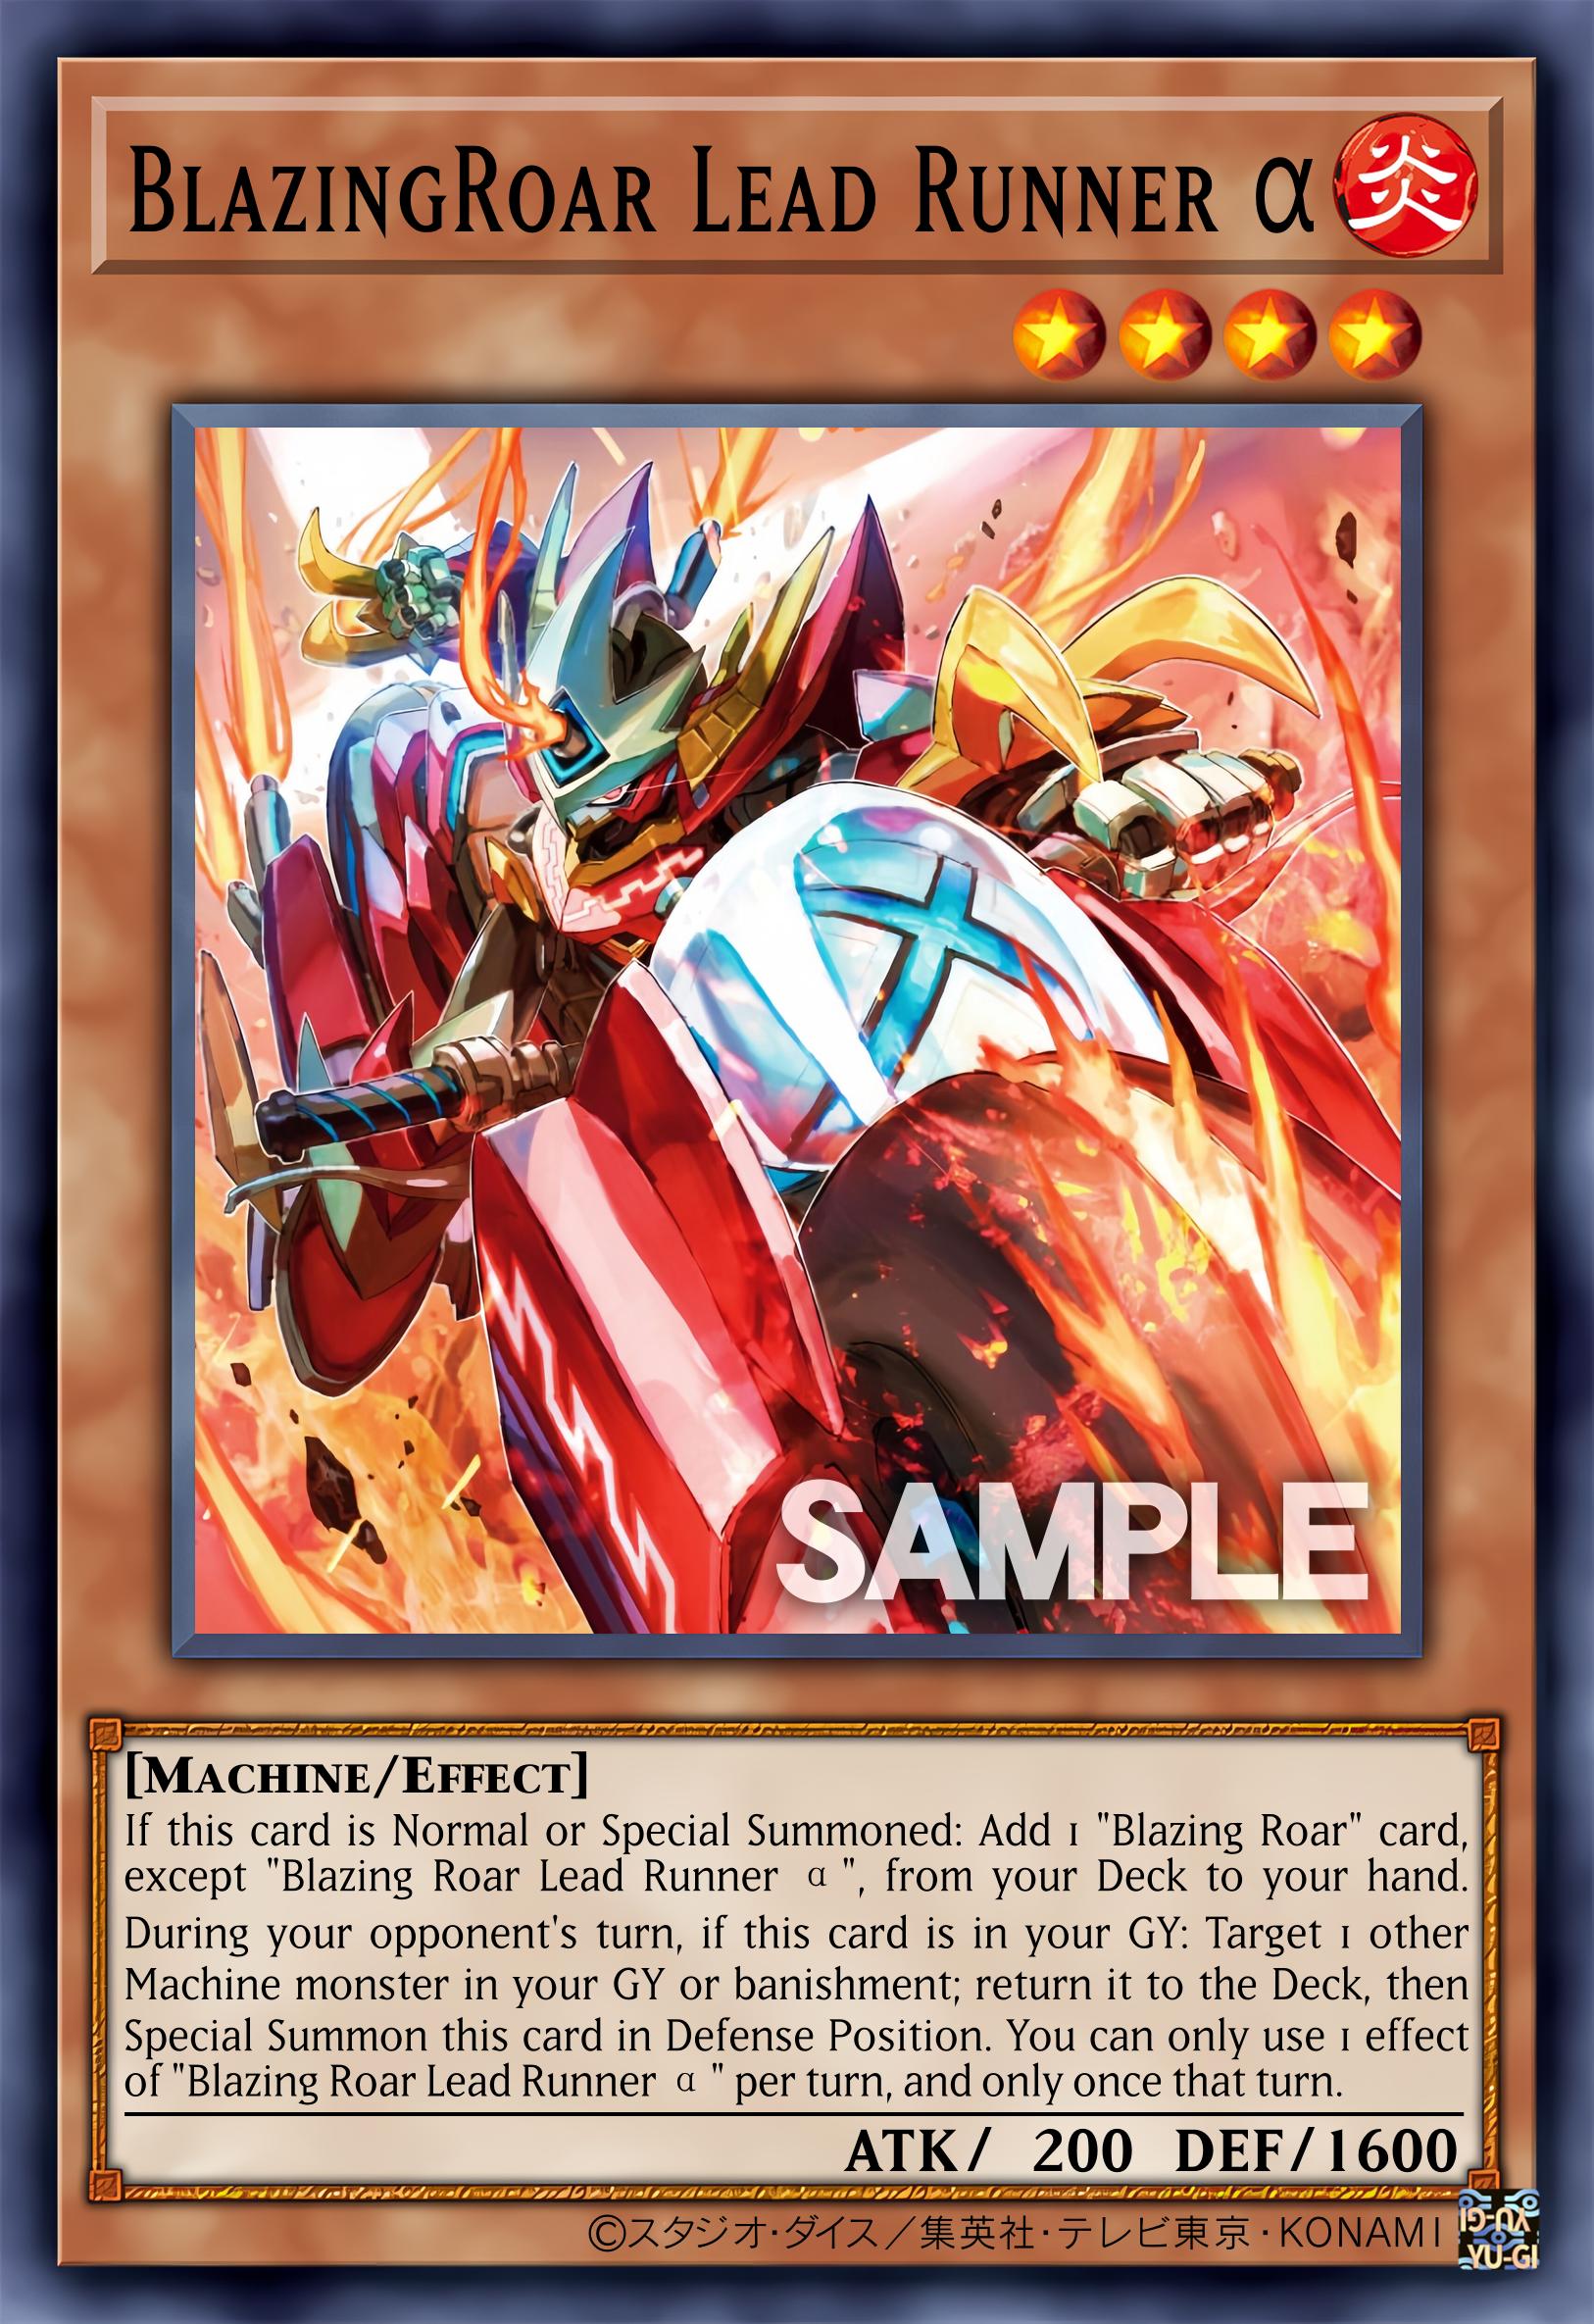 BlazingRoar Lead Runner α
炎
SAMPLE
[Machine/Effect]
If this card is Normal or Special Summoned: Add 1 "Blazing Roar" card,
except "Blazing Roar Lead Runner α", from your Deck to your hand.
During your opponent's turn, if this card is in your GY: Target 1 other
Machine monster in your GY or banishment; return it to the Deck, then
Special Summon this card in Defense Position. You can only use 1 effect
of "Blazing Roar Lead Runner α" per turn, and only once that turn.
ATK/ 200 DEF/1600
©スタジオ・ダイス／集英社・テレビ東京・KONAMI
YU-GI
YU-GI